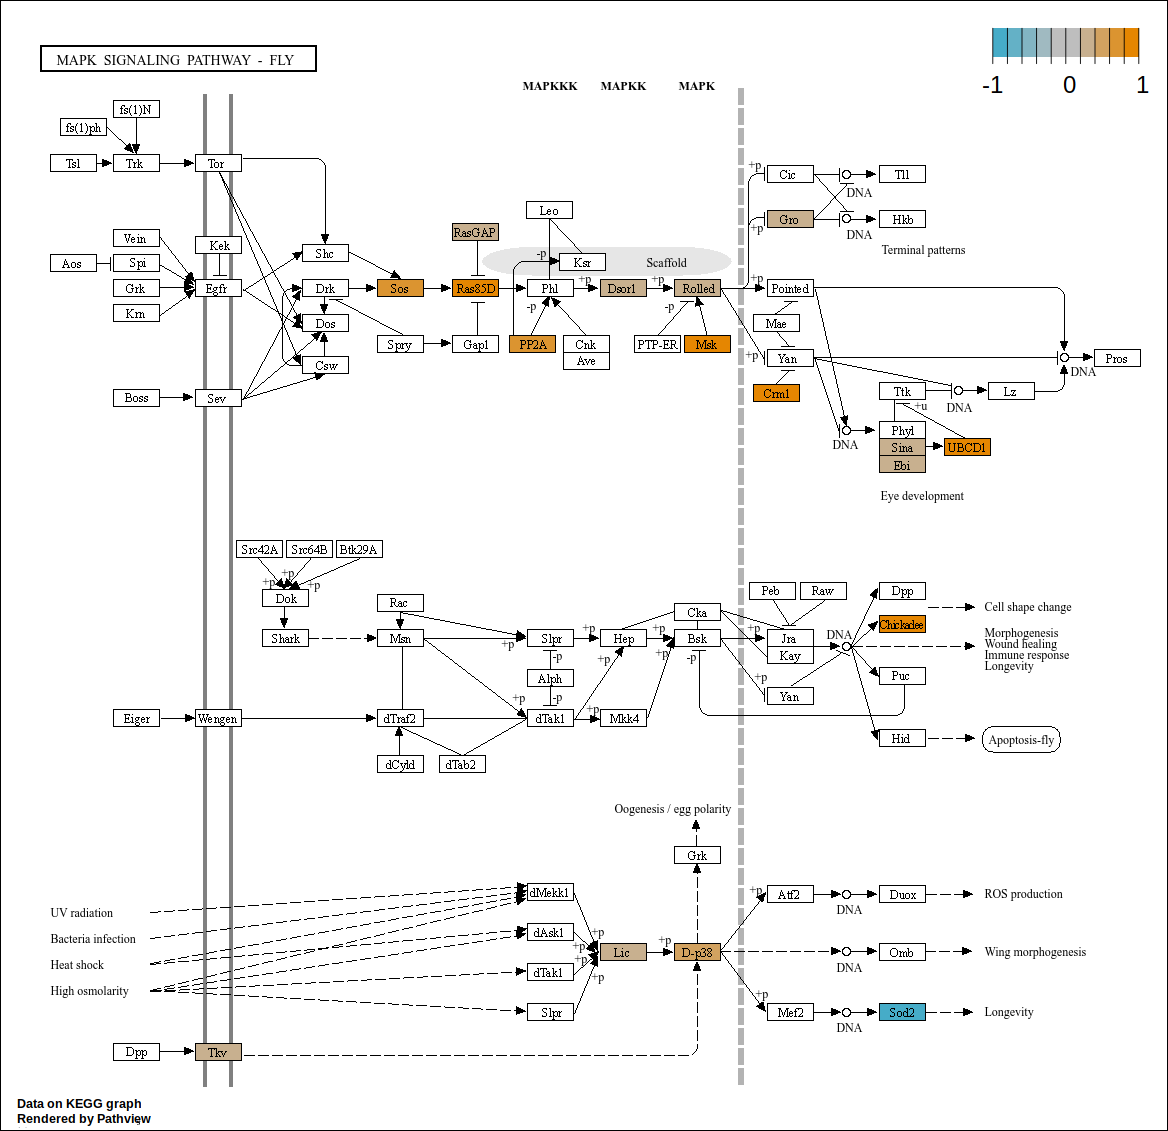 MAPK SIGNALING PATHWAY - FLY
-1 0 1
MAPKKK MAPKK MAPK
fs(1)N
fs(1)ph
Tsl Trk Tor
+p Cic Tll
DNA
Leo
Gro Hkb
+p DNA
RasGAP
Vein Kek
Shc
-p Ksr Scaffold
Terminal patterns
Aos Spi
+p +p +p
Grk Egfr Drk Sos Ras85D Phl Dsor1 Rolled Pointed
-p -p
Krn Dos Mae
Spry Gap1 PP2A Cnk PTP-ER Msk
Ave
+p Yan Pros
DNA
Csw
Boss Sev Crm1 Ttk Lz
+u DNA
Phyl
DNA Sina UBCD1
Ebi
Eye development
Src42A Src64B Btk29A
+p +p +p
Dok
Rac
Peb Raw Dpp
Cka
Cell shape change
Chickadee
Shark Msn +p Slpr +p Hep +p Bsk +p Jra DNA
Morphogenesis
Wound healing
Immune response
Longevity
-p +p +p -p Kay
Alph +p Puc
+p -p Yan
Eiger Wengen dTraf2 dTak1 +p Mkk4
Hid Apoptosis-fly
dCyld dTab2
Oogenesis / egg polarity
Grk
dMekk1 +p Atf2 Duox ROS production
DNA
UV radiation
Bacteria infection dAsk1 +p
+p +p
Lic D-p38 Omb Wing morphogenesis
+p DNA
Heat shock dTak1
+p
High osmolarity +p
Slpr Mef2 Sod2 Longevity
DNA
Dpp Tkv
Data on KEGG graph
Rendered by Pathview